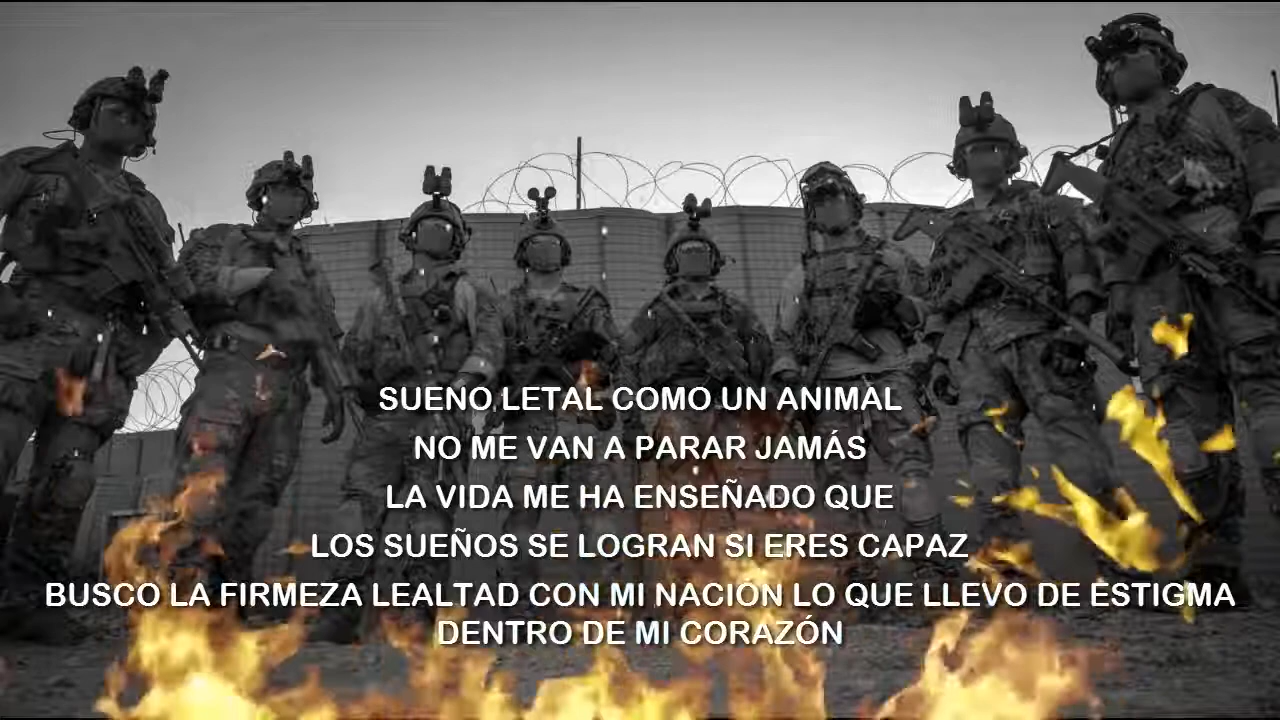 SUENO LETAL COMO UN ANIMAL
NO ME VAN A PARAR JAMÁS
LA VIDA ME HA ENSEÑADO QUE
LOS SUEÑOS SE LOGRAN SI ERES CAPAZ
BUSCO LA FIRMEZA LEALTAD CON MI NACIÓN LO QUE LLEVO DE ESTIGMA
DENTRO DE MI CORAZÓN